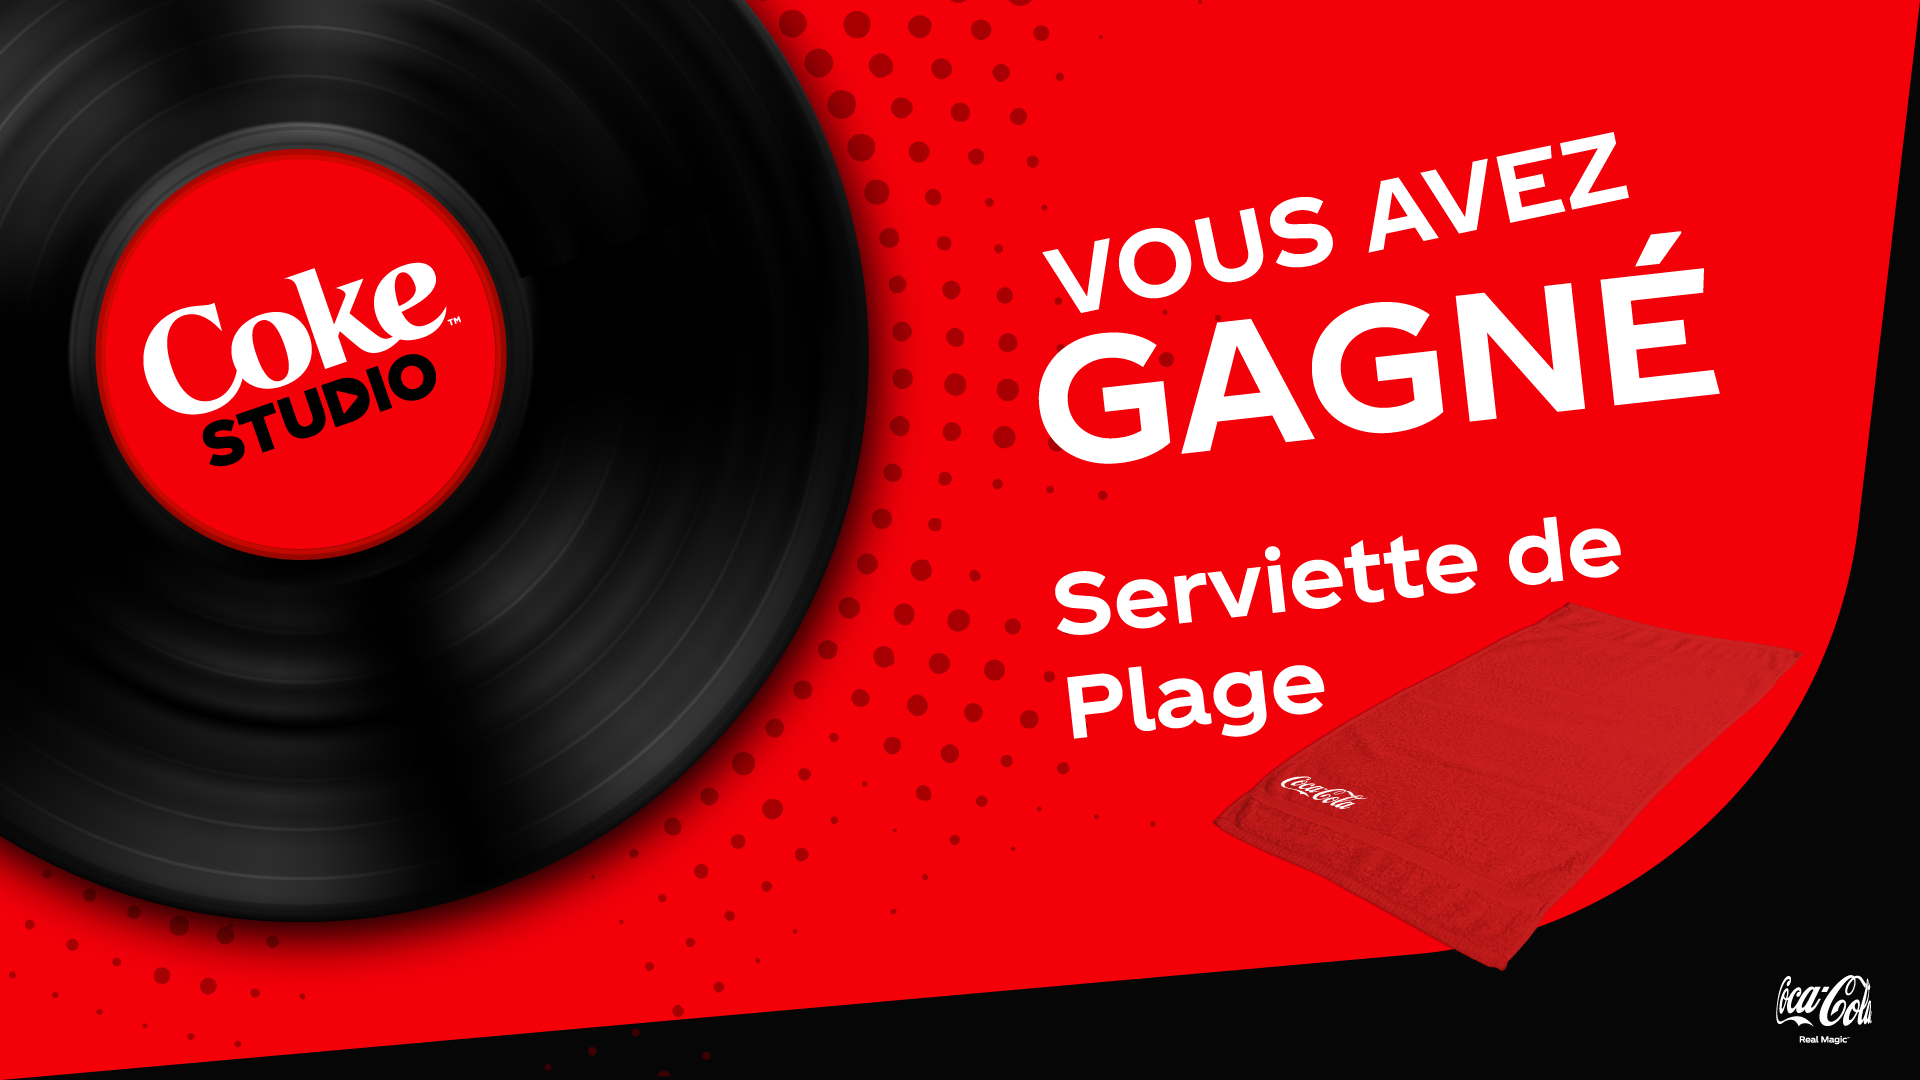 Coke™
STUDIO
VOUS AVEZ
GAGNÉ
Serviette de
Plage
Coca-Cola
Coca-Cola
Real Magic™